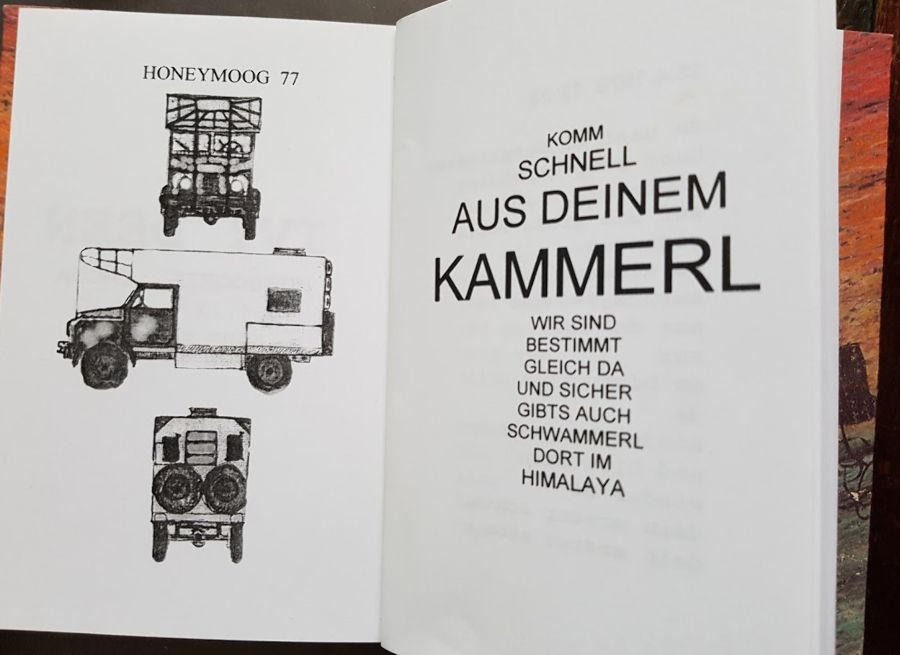 HONEYMOOG 77
KOMM
SCHNELL
AUS DEINEM
KAMMERL
WIR SIND
BESTIMMT
GLEICH DA
UND SICHER
GIBTS AUCH
SCHWAMMERL
DORT IM
HIMALAYA